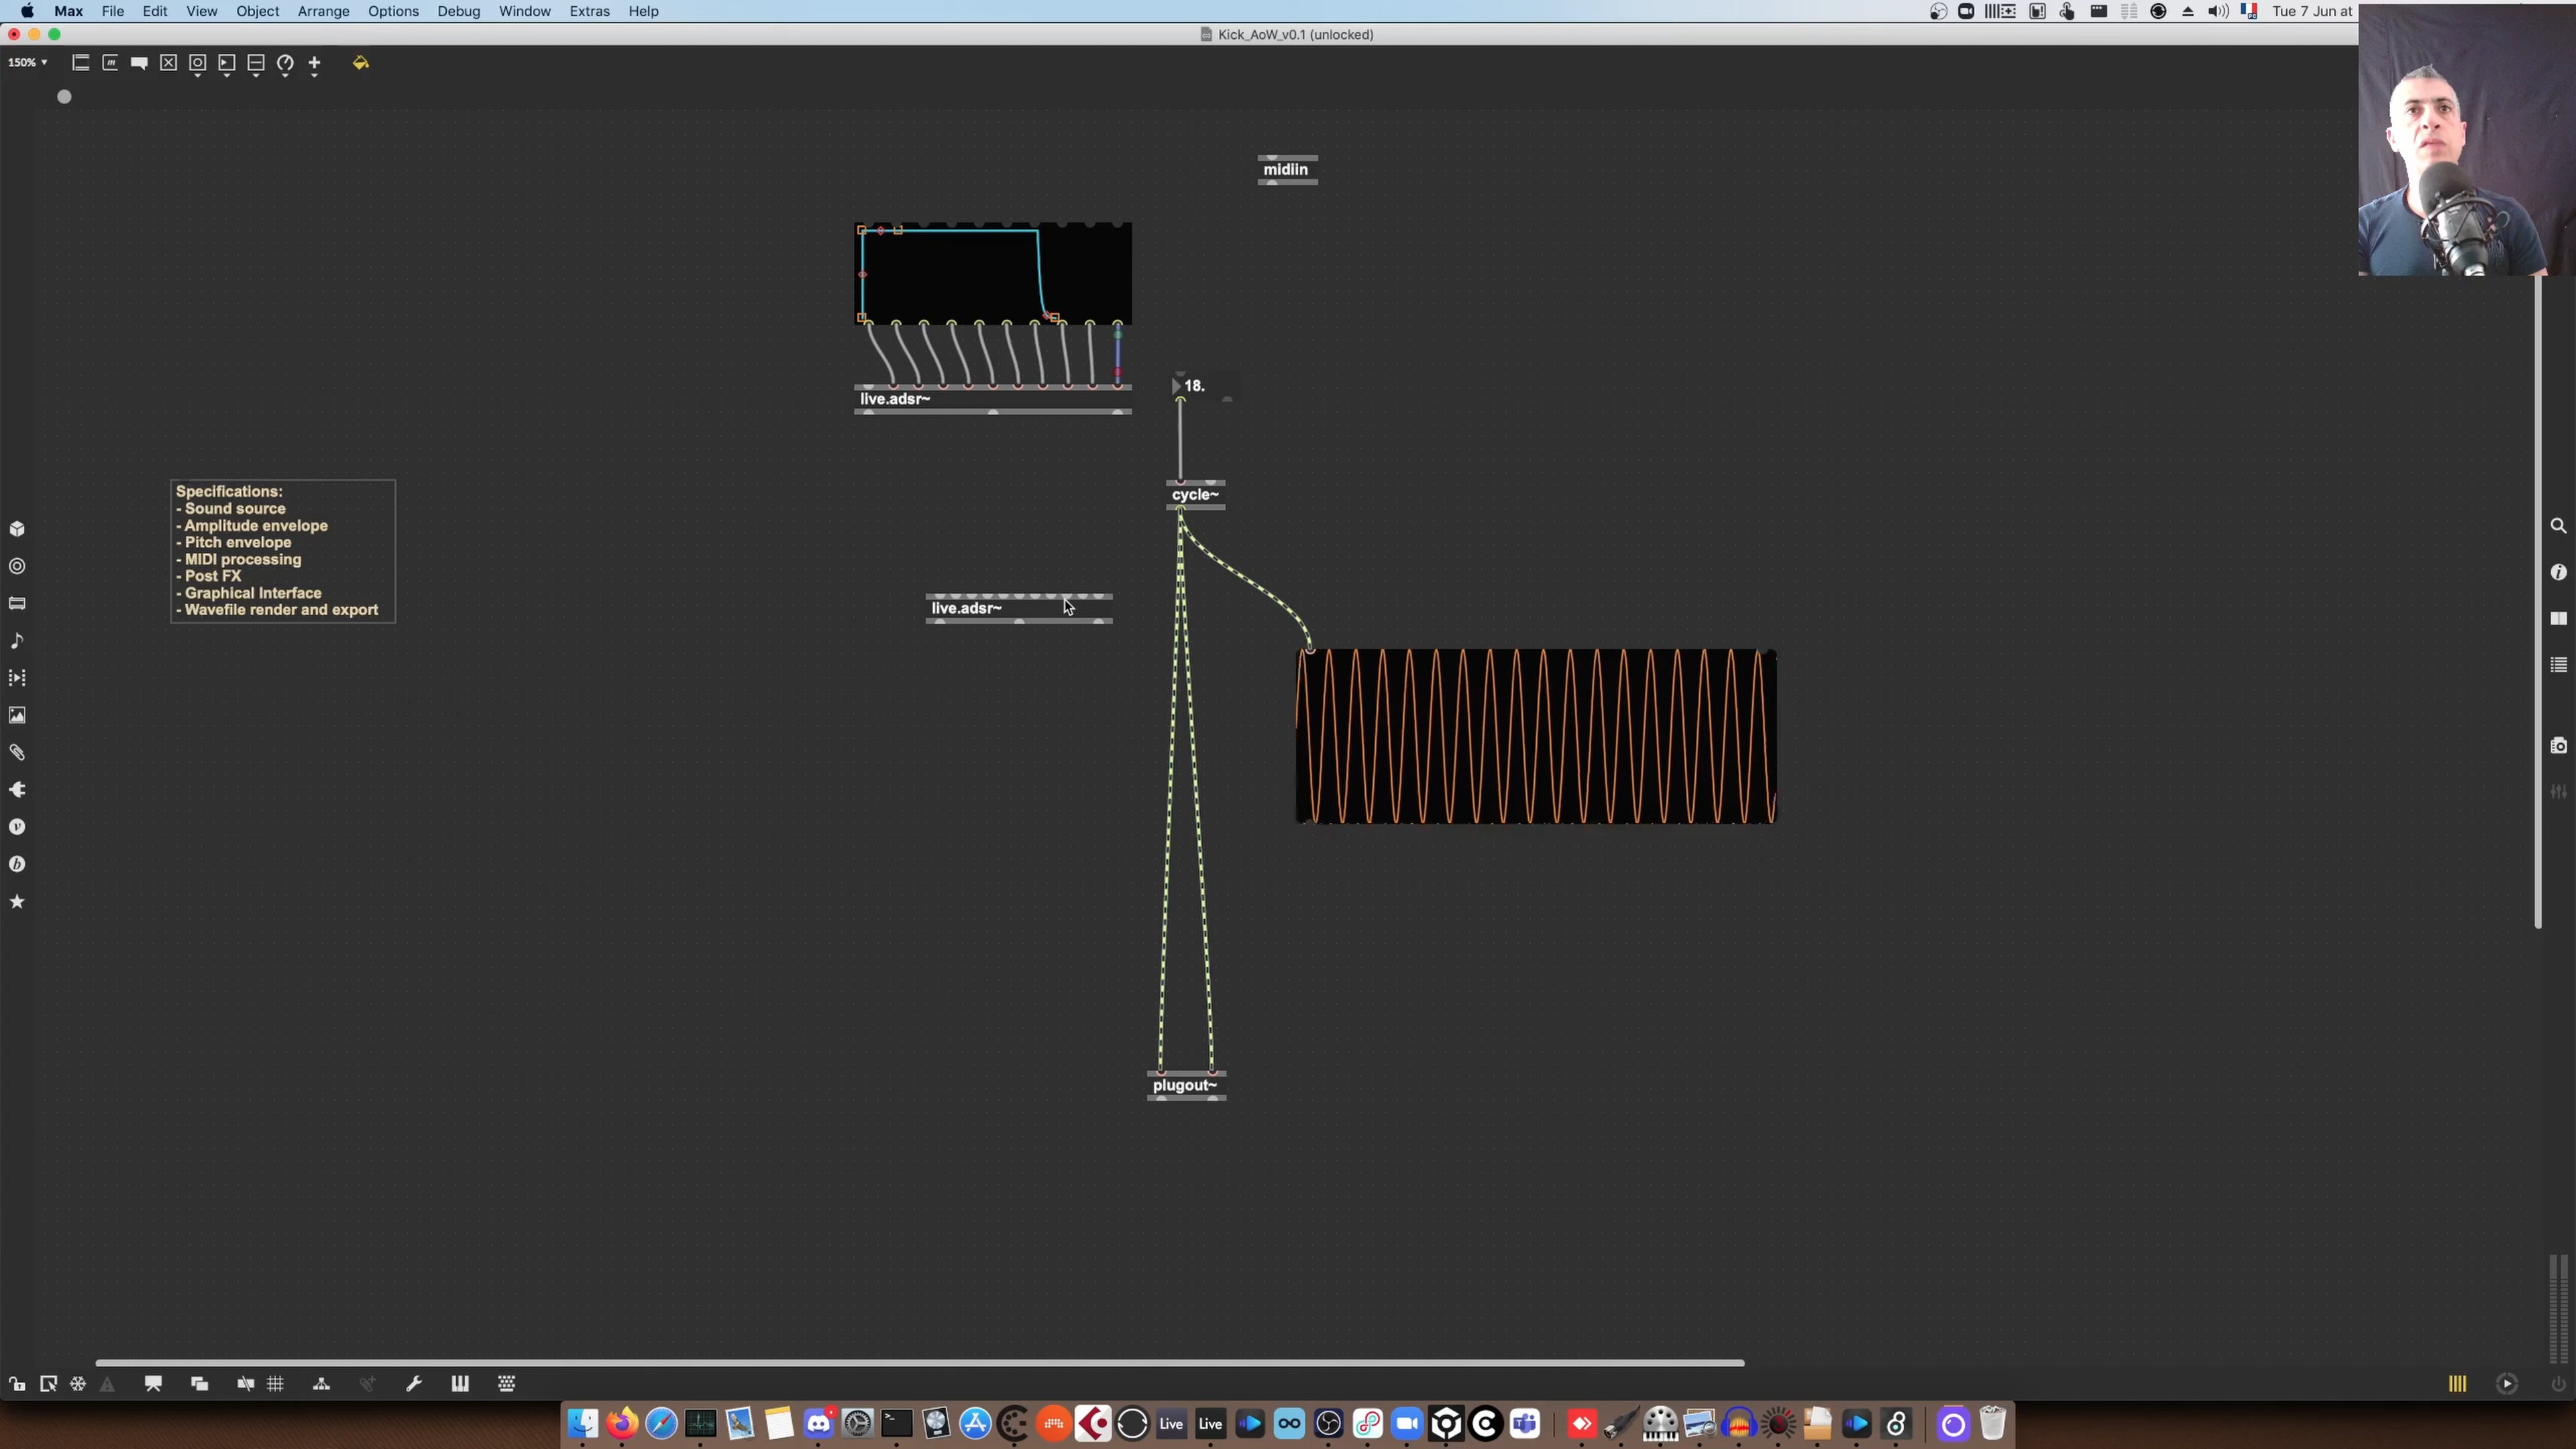 Max File Edit View Object Arrange Options Debug Window Extras Help
Tue 7 Jun at
Kick_AoW_v0.1 (unlocked)
150%
midiin
live.adsr~
18.
cycle~
Specifications:
- Sound source
- Amplitude envelope
- Pitch envelope
- MIDI processing
- Post FX
- Graphical Interface
- Wavefile render and export
live.adsr~
plugout~
Live Live